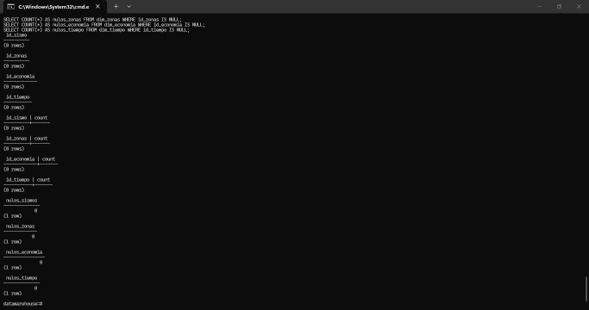 C:\Windows\System32\cmd.e
SELECT COUNT(*) AS nulos_zonas FROM dim_zonas WHERE id_zonas IS NULL;
SELECT COUNT(*) AS nulos_economia FROM dim_economia WHERE id_economia IS NULL;
SELECT COUNT(*) AS nulos_tiempo FROM dim_tiempo WHERE id_tiempo IS NULL;
id_sismo
(0 rows)
id_zonas
(0 rows)
id_economia
(0 rows)
id_tiempo
(0 rows)
id_sismo | count
(0 rows)
id_zonas | count
(0 rows)
id_economia | count
(0 rows)
id_tiempo | count
(0 rows)
nulos_sismos
0
(1 row)
nulos_zonas
0
(1 row)
nulos_economia
0
(1 row)
nulos_tiempo
0
(1 row)
datawarehouse=#